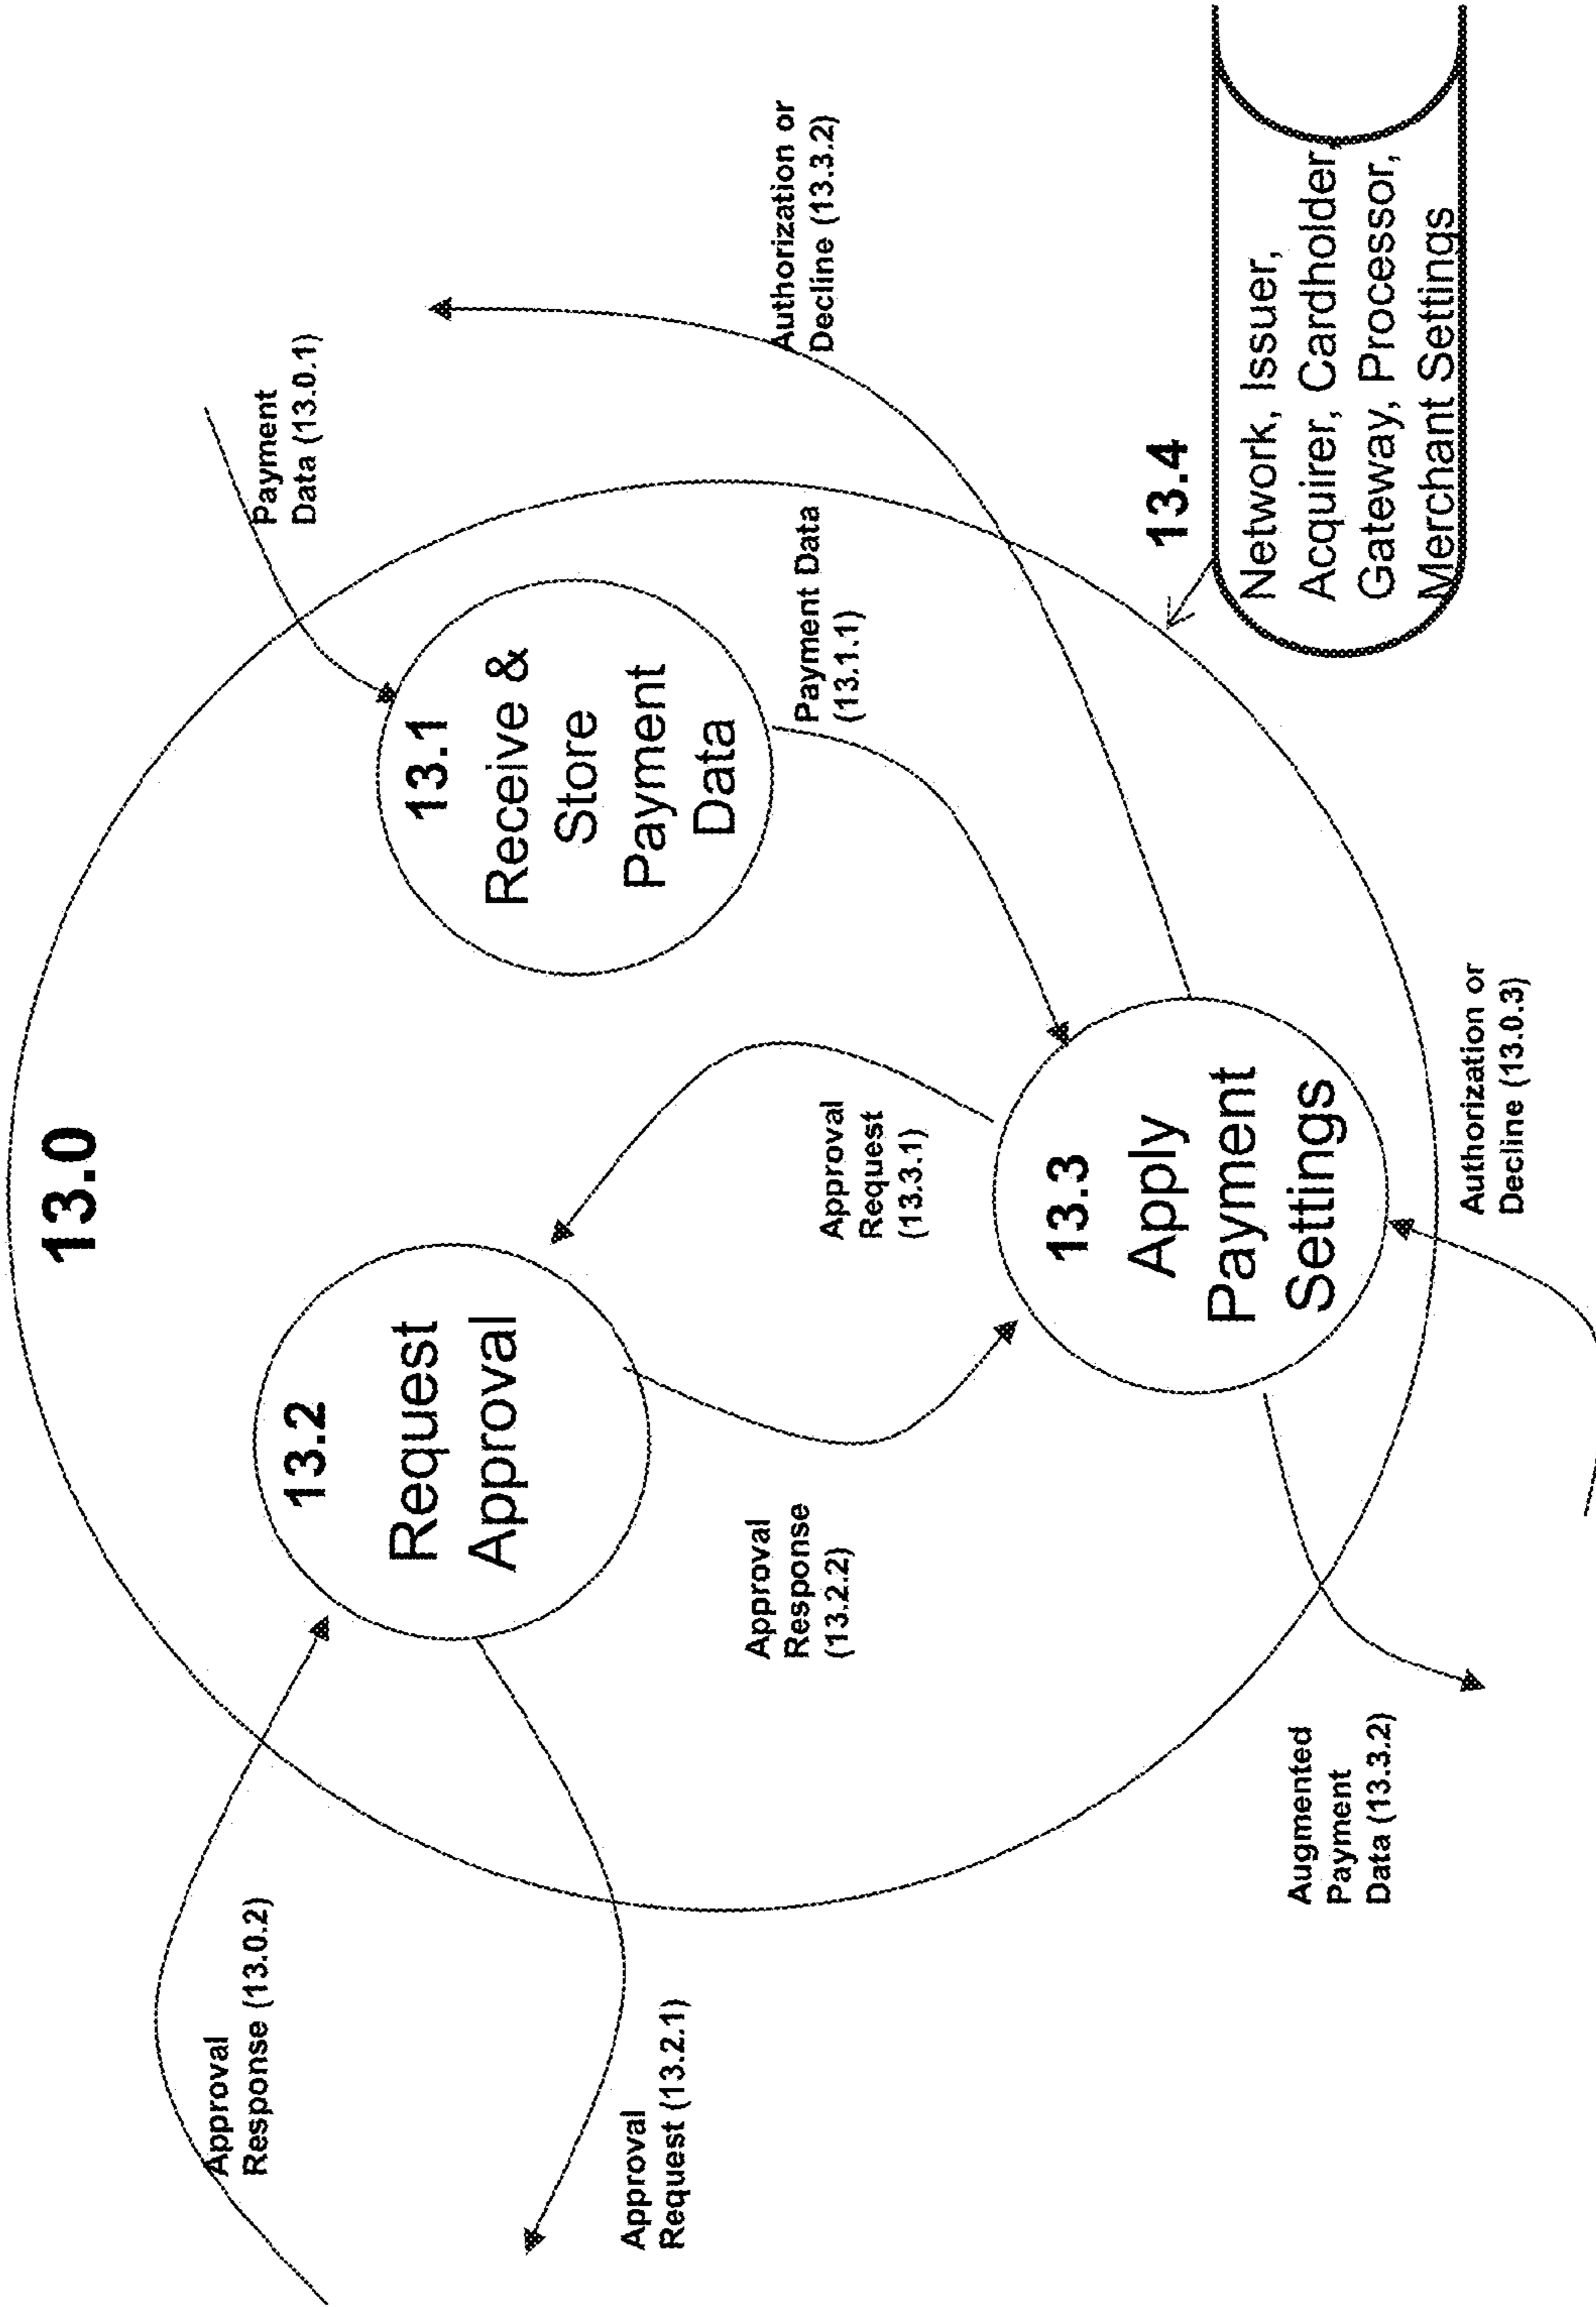 13.0
Approval
Response (13.0.2)
13.2
Request
Approval
Approval
Request (13.2.1)
Payment
Data (13.0.1)
13.1
Receive &
Store
Payment
Data
Payment Data
(13.1.1)
Authorization or
Decline (13.3.2)
Approval
Response
(13.2.2)
Approval
Request
(13.3.1)
13.3
Apply
Payment
Settings
13.4
Network, Issuer,
Acquirer, Cardholder,
Gateway, Processor,
Merchant Settings
Augmented
Payment
Data (13.3.2)
Authorization or
Decline (13.0.3)